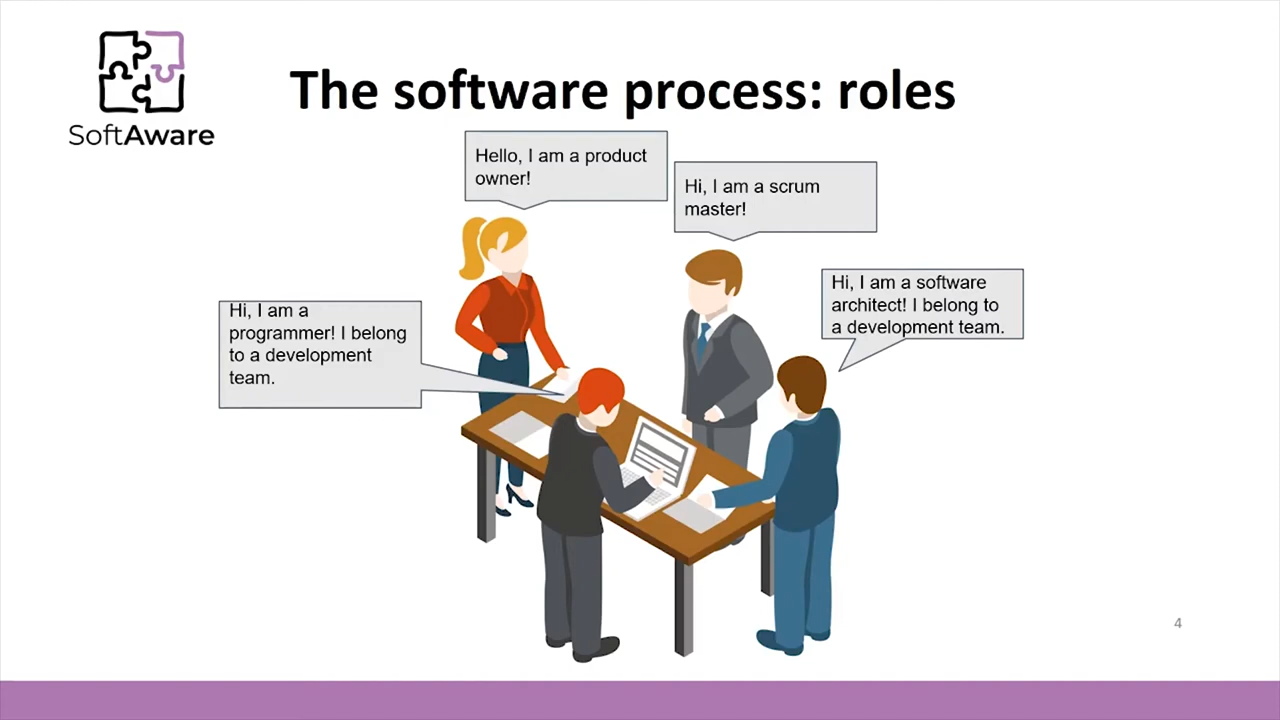 SoftAware
The software process: roles
Hello, I am a product
owner!
Hi, I am a scrum
master!
Hi, I am a software
architect! I belong to
a development team.
Hi, I am a
programmer! I belong
to a development
team.
4